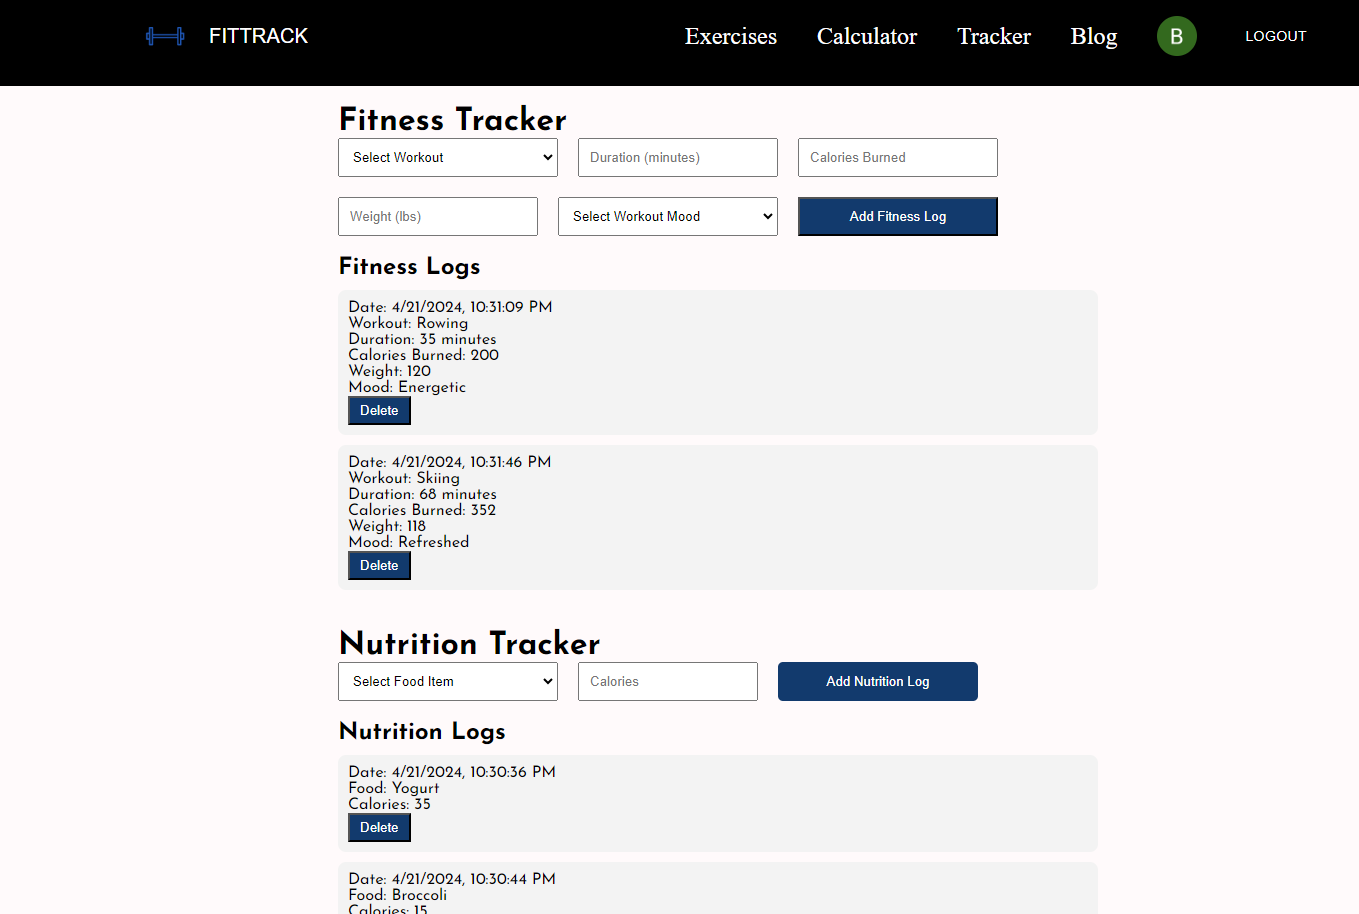 FITTRACK
Exercises Calculator Tracker Blog B LOGOUT
Fitness Tracker
Select Workout Duration (minutes) Calories Burned
Weight (lbs) Select Workout Mood Add Fitness Log
Fitness Logs
Date: 4/21/2024, 10:31:09 PM
Workout: Rowing
Duration: 35 minutes
Calories Burned: 200
Weight: 120
Mood: Energetic
Delete
Date: 4/21/2024, 10:31:46 PM
Workout: Skiing
Duration: 68 minutes
Calories Burned: 352
Weight: 118
Mood: Refreshed
Delete
Nutrition Tracker
Select Food Item Calories Add Nutrition Log
Nutrition Logs
Date: 4/21/2024, 10:30:36 PM
Food: Yogurt
Calories: 35
Delete
Date: 4/21/2024, 10:30:44 PM
Food: Broccoli
Calories: 15